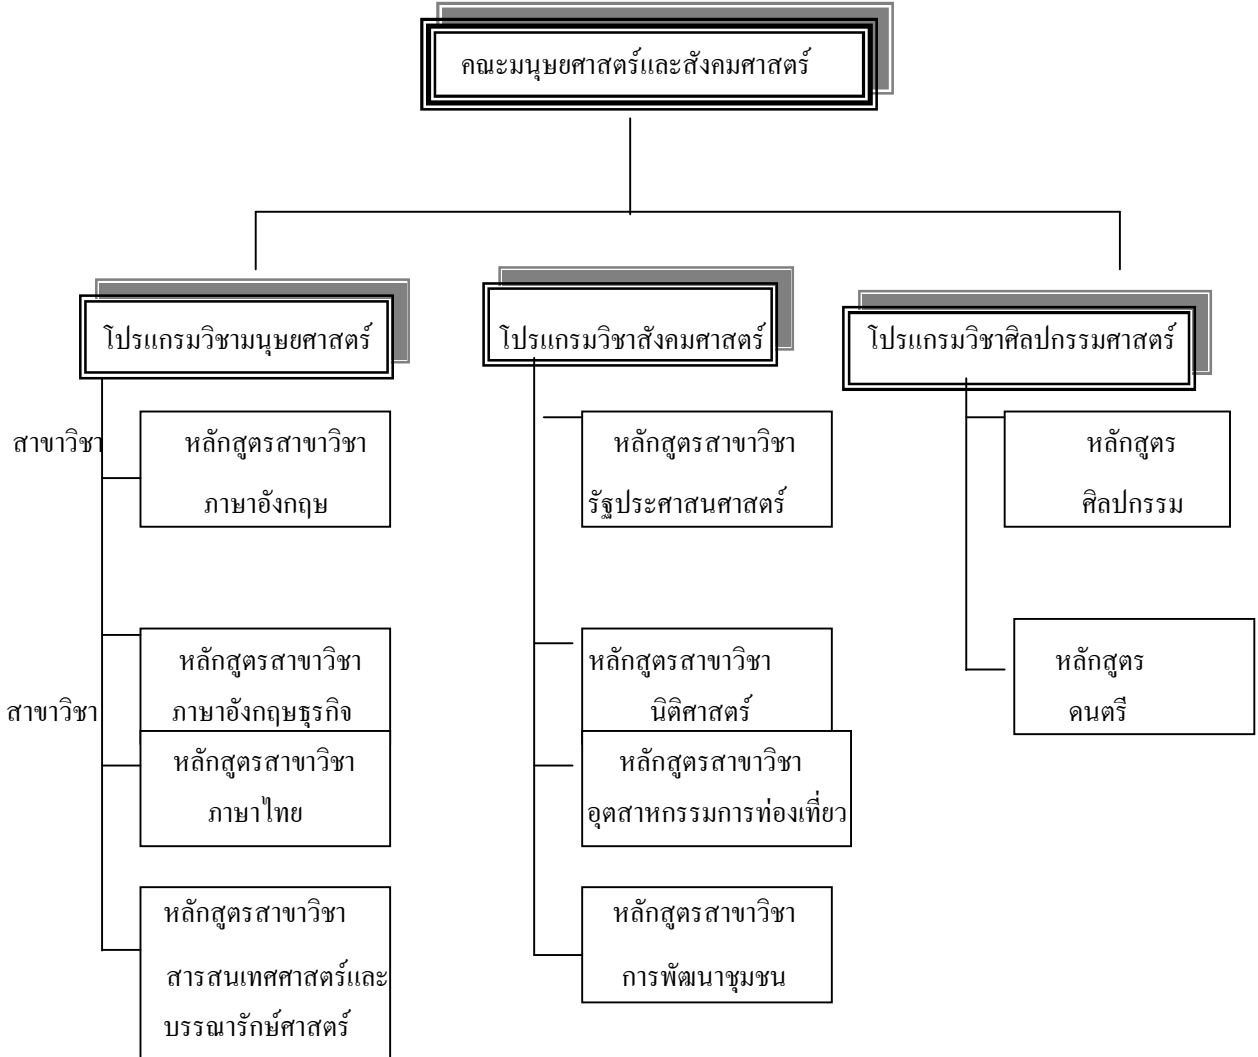 คณะมนุษยศาสตร์และสังคมศาสตร์
โปรแกรมวิชามนุษยศาสตร์
โปรแกรมวิชาสังคมศาสตร์
โปรแกรมวิชาศิลปกรรมศาสตร์
สาขาวิชา
หลักสูตรสาขาวิชา
ภาษาอังกฤษ
หลักสูตรสาขาวิชา
รัฐประศาสนศาสตร์
หลักสูตร
ศิลปกรรม
สาขาวิชา
หลักสูตรสาขาวิชา
ภาษาอังกฤษธุรกิจ
หลักสูตรสาขาวิชา
นิติศาสตร์
หลักสูตร
ดนตรี
หลักสูตรสาขาวิชา
ภาษาไทย
หลักสูตรสาขาวิชา
อุตสาหกรรมการท่องเที่ยว
หลักสูตรสาขาวิชา
สารสนเทศศาสตร์และ
บรรณารักษ์ศาสตร์
หลักสูตรสาขาวิชา
การพัฒนาชุมชน